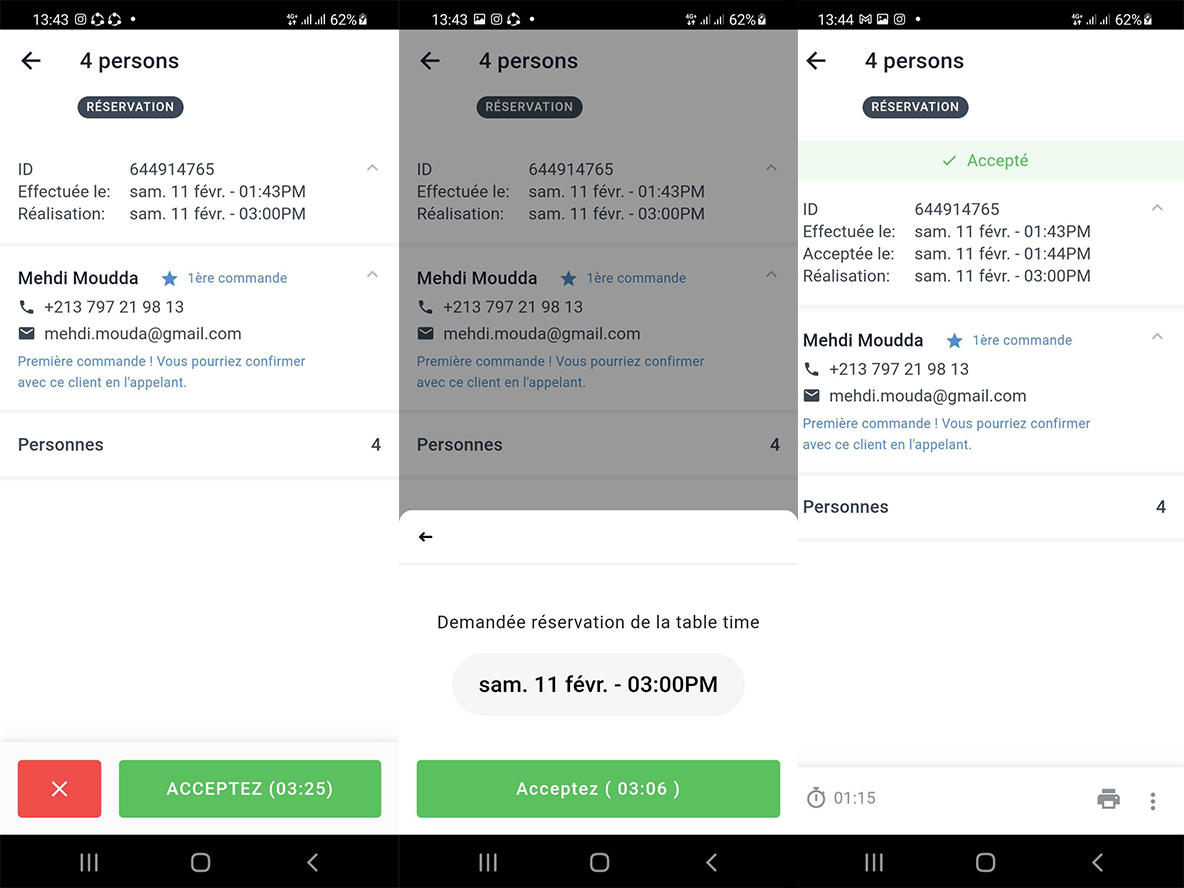 13:43 4G 62%
4 persons
RÉSERVATION
ID 644914765
Effectuée le: sam. 11 févr. - 01:43PM
Réalisation: sam. 11 févr. - 03:00PM
Mehdi Moudda 1ère commande
+213 797 21 98 13
mehdi.mouda@gmail.com
Première commande ! Vous pourriez confirmer
avec ce client en l'appelant.
Personnes 4
ACCEPTEZ (03:25)
13:43 4G 62%
4 persons
RÉSERVATION
ID 644914765
Effectuée le: sam. 11 févr. - 01:43PM
Réalisation: sam. 11 févr. - 03:00PM
Mehdi Moudda 1ère commande
+213 797 21 98 13
mehdi.mouda@gmail.com
Première commande ! Vous pourriez confirmer
avec ce client en l'appelant.
Personnes 4
Demandée réservation de la table time
sam. 11 févr. - 03:00PM
Acceptez ( 03:06 )
13:44 4G 62%
4 persons
RÉSERVATION
Accepté
ID 644914765
Effectuée le: sam. 11 févr. - 01:43PM
Acceptée le: sam. 11 févr. - 01:44PM
Réalisation: sam. 11 févr. - 03:00PM
Mehdi Moudda 1ère commande
+213 797 21 98 13
mehdi.mouda@gmail.com
Première commande ! Vous pourriez confirmer
avec ce client en l'appelant.
Personnes 4
01:15